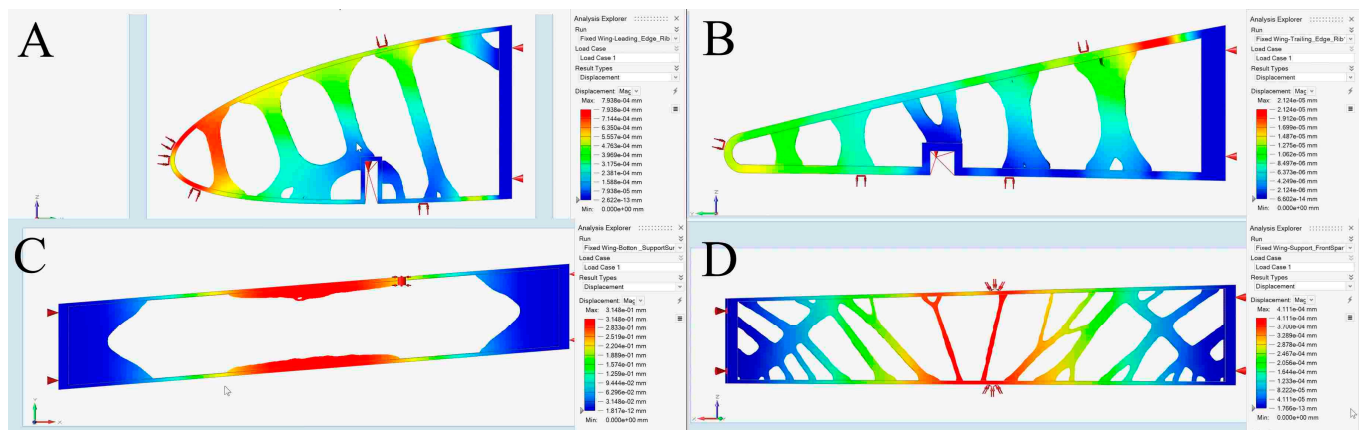 A
Analysis Explorer
Run
Fixed Wing-Leading_Edge_Rib
Load Case
Load Case 1
Result Types
Displacement
Displacement: Mag
Max: 7.938e-04 mm
7.938e-04 mm
7.144e-04 mm
6.350e-04 mm
5.557e-04 mm
4.763e-04 mm
3.969e-04 mm
3.175e-04 mm
2.381e-04 mm
1.588e-04 mm
7.938e-05 mm
2.622e-13 mm
Min: 0.000e+00 mm
Z
X
B
Analysis Explorer
Run
Fixed Wing-Trailing_Edge_Rib
Load Case
Load Case 1
Result Types
Displacement
Displacement: Mag
Max: 2.124e-05 mm
2.124e-05 mm
1.912e-05 mm
1.699e-05 mm
1.487e-05 mm
1.275e-05 mm
1.062e-05 mm
8.497e-06 mm
6.373e-06 mm
4.249e-06 mm
2.124e-06 mm
6.602e-14 mm
Min: 0.000e+00 mm
Z
X
C
Analysis Explorer
Run
Fixed Wing-Botton _SupportSur
Load Case
Load Case 1
Result Types
Displacement
Displacement: Mag
Max: 3.148e-01 mm
3.148e-01 mm
2.833e-01 mm
2.519e-01 mm
2.204e-01 mm
1.889e-01 mm
1.574e-01 mm
1.259e-01 mm
9.444e-02 mm
6.296e-02 mm
3.148e-02 mm
1.817e-12 mm
Min: 0.000e+00 mm
Y
X
D
Analysis Explorer
Run
Fixed Wing-Support_FrontSpar
Load Case
Load Case 1
Result Types
Displacement
Displacement: Mag
Max: 4.111e-04 mm
4.111e-04 mm
3.700e-04 mm
3.289e-04 mm
2.878e-04 mm
2.467e-04 mm
2.056e-04 mm
1.644e-04 mm
1.233e-04 mm
8.222e-05 mm
4.111e-05 mm
1.766e-13 mm
Min: 0.000e+00 mm
Z